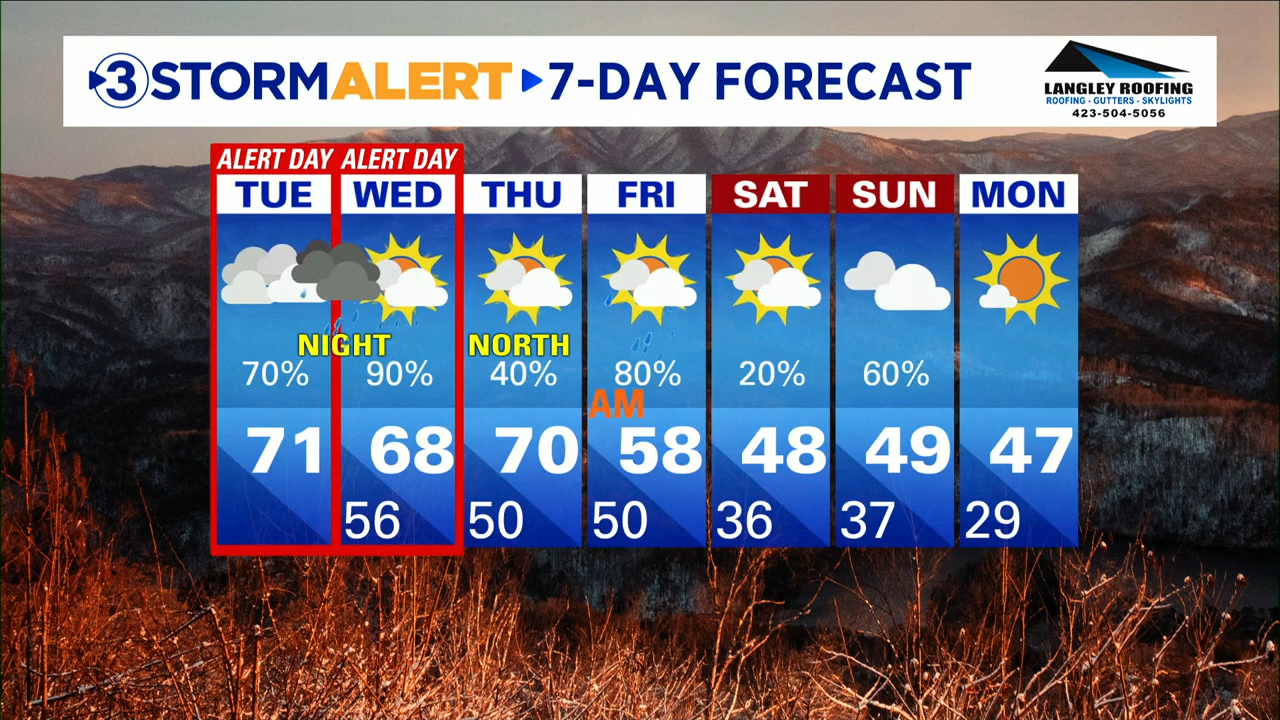 3 STORMALERT 7-DAY FORECAST
LANGLEY ROOFING
ROOFING - GUTTERS - SKYLIGHTS
423-504-5056
ALERT DAY ALERT DAY
TUE WED THU FRI SAT SUN MON
NIGHT NORTH
70% 90% 40% 80% 20% 60%
AM
71 68 70 58 48 49 47
56 50 50 36 37 29